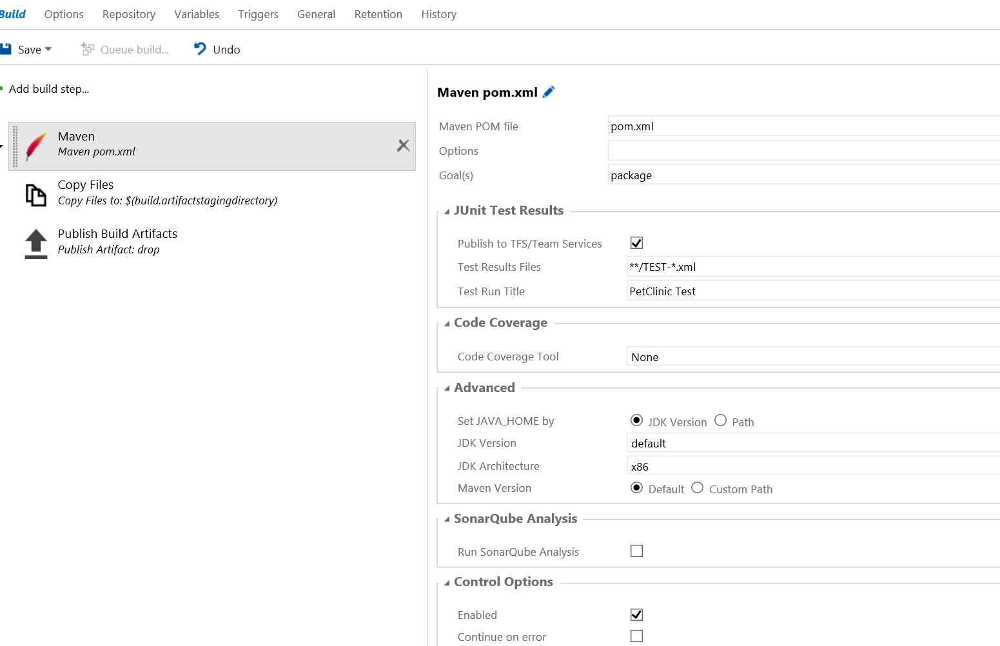 Build Options Repository Variables Triggers General Retention History
Save Queue build... Undo
Add build step...
Maven
Maven pom.xml
Copy Files
Copy Files to: $(build.artifactstagingdirectory)
Publish Build Artifacts
Publish Artifact: drop
Maven pom.xml
Maven POM file pom.xml
Options
Goal(s) package
JUnit Test Results
Publish to TFS/Team Services
Test Results Files **/TEST-*.xml
Test Run Title PetClinic Test
Code Coverage
Code Coverage Tool None
Advanced
Set JAVA_HOME by JDK Version Path
JDK Version default
JDK Architecture x86
Maven Version Default Custom Path
SonarQube Analysis
Run SonarQube Analysis
Control Options
Enabled
Continue on error